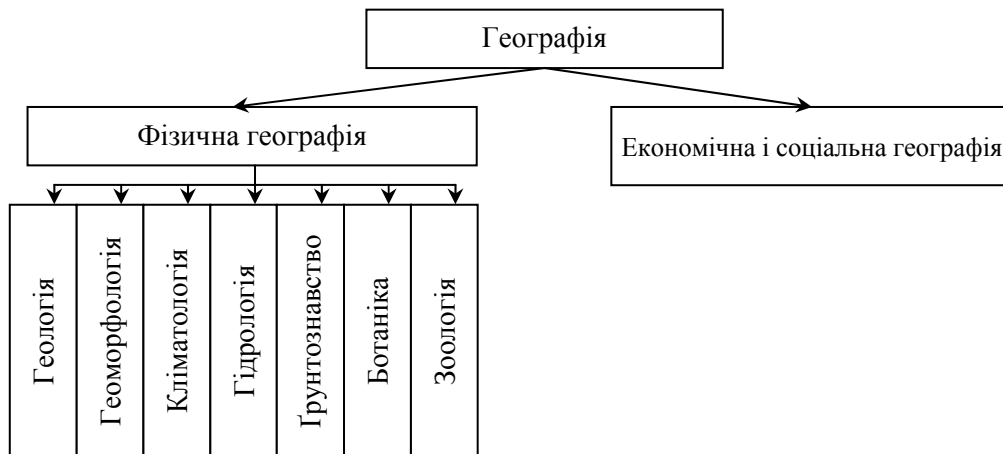 Географія
Фізична географія
Економічна і соціальна географія
Геологія
Геоморфологія
Кліматологія
Гідрологія
Ґрунтознавство
Ботаніка
Зоологія